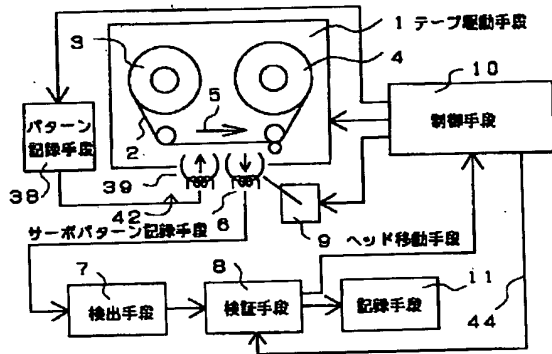 3
4
1 テープ駆動手段
10
5
制御手段
パターン
記録手段
2
38
39
42
6
9 ヘッド移動手段
サーボパターン記録手段
7
8
11
検出手段
検証手段
記録手段
44